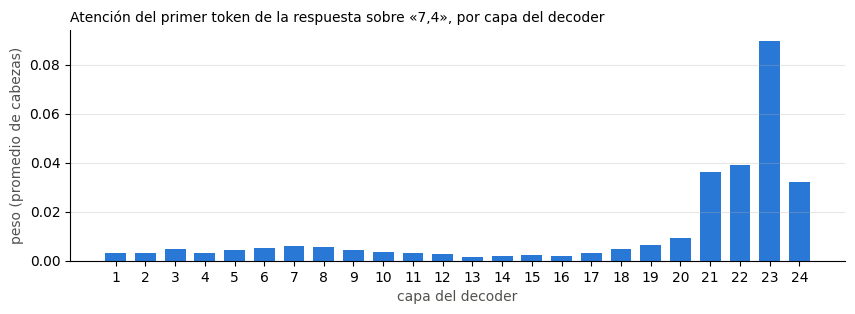 Atención del primer token de la respuesta sobre «7,4», por capa del decoder
peso (promedio de cabezas)
0.08
0.06
0.04
0.02
0.00
1 2 3 4 5 6 7 8 9 10 11 12 13 14 15 16 17 18 19 20 21 22 23 24
capa del decoder